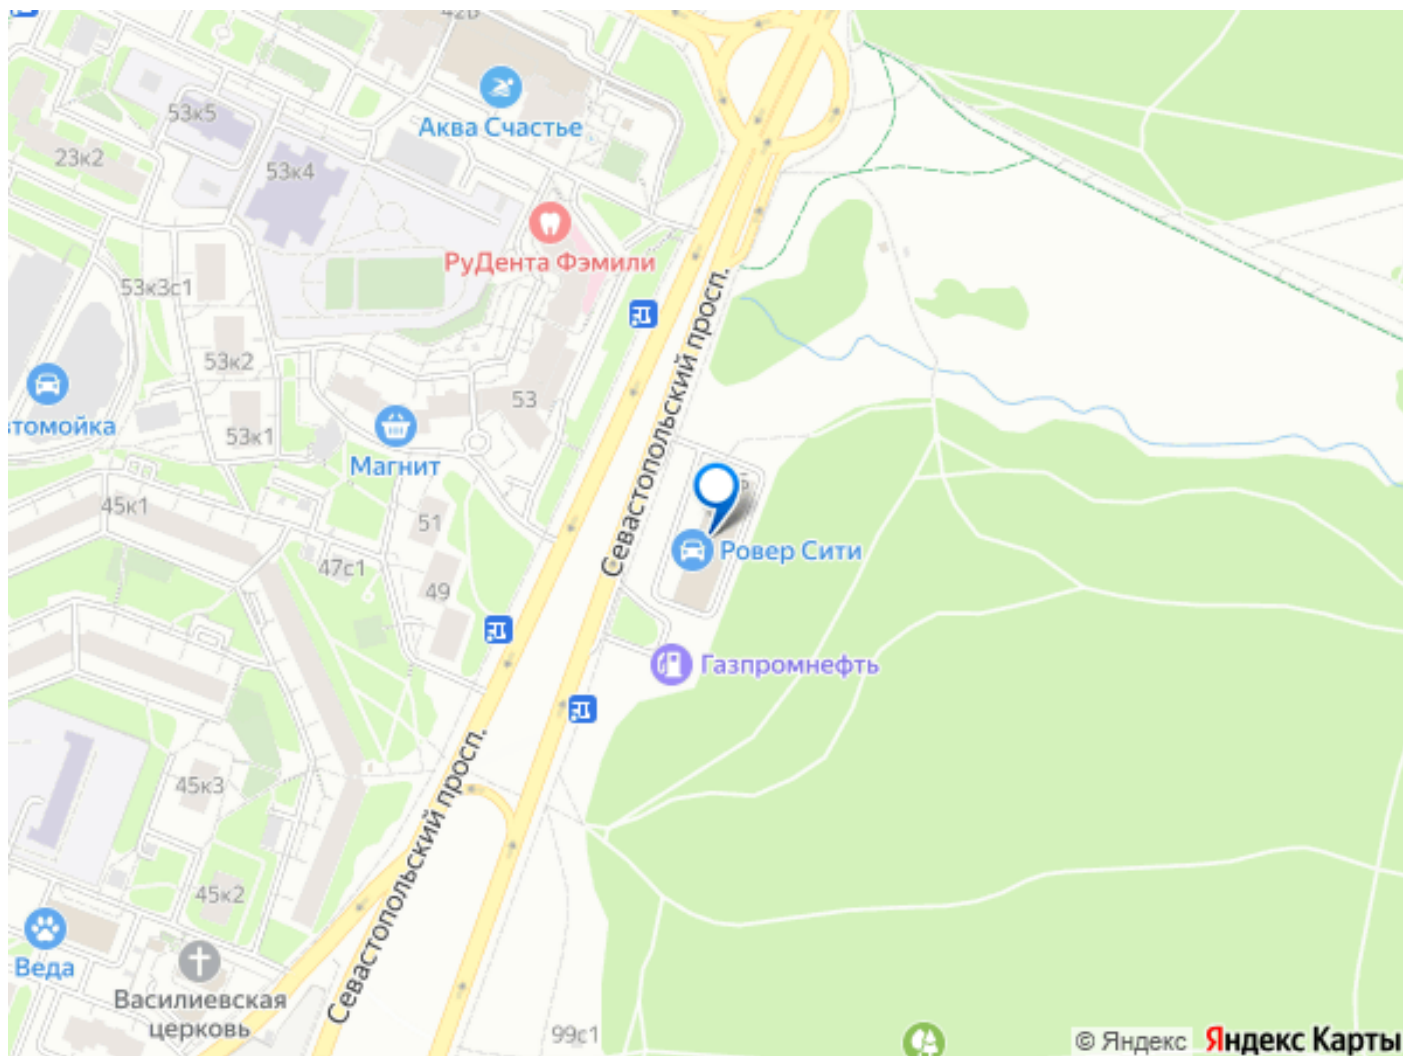 53к5
Аква Счастье
23к2
53к4
РуДента Фэмили
53к3с1
Севастопольский просп.
53к2
53
томойка
53к1
Магнит
45к1
51
Ровер Сити
47с1
49
Газпромнефть
45к3
Севастопольский просп.
45к2
Веда
Василиевская
церковь
99с1
© Яндекс
Яндекс Карты